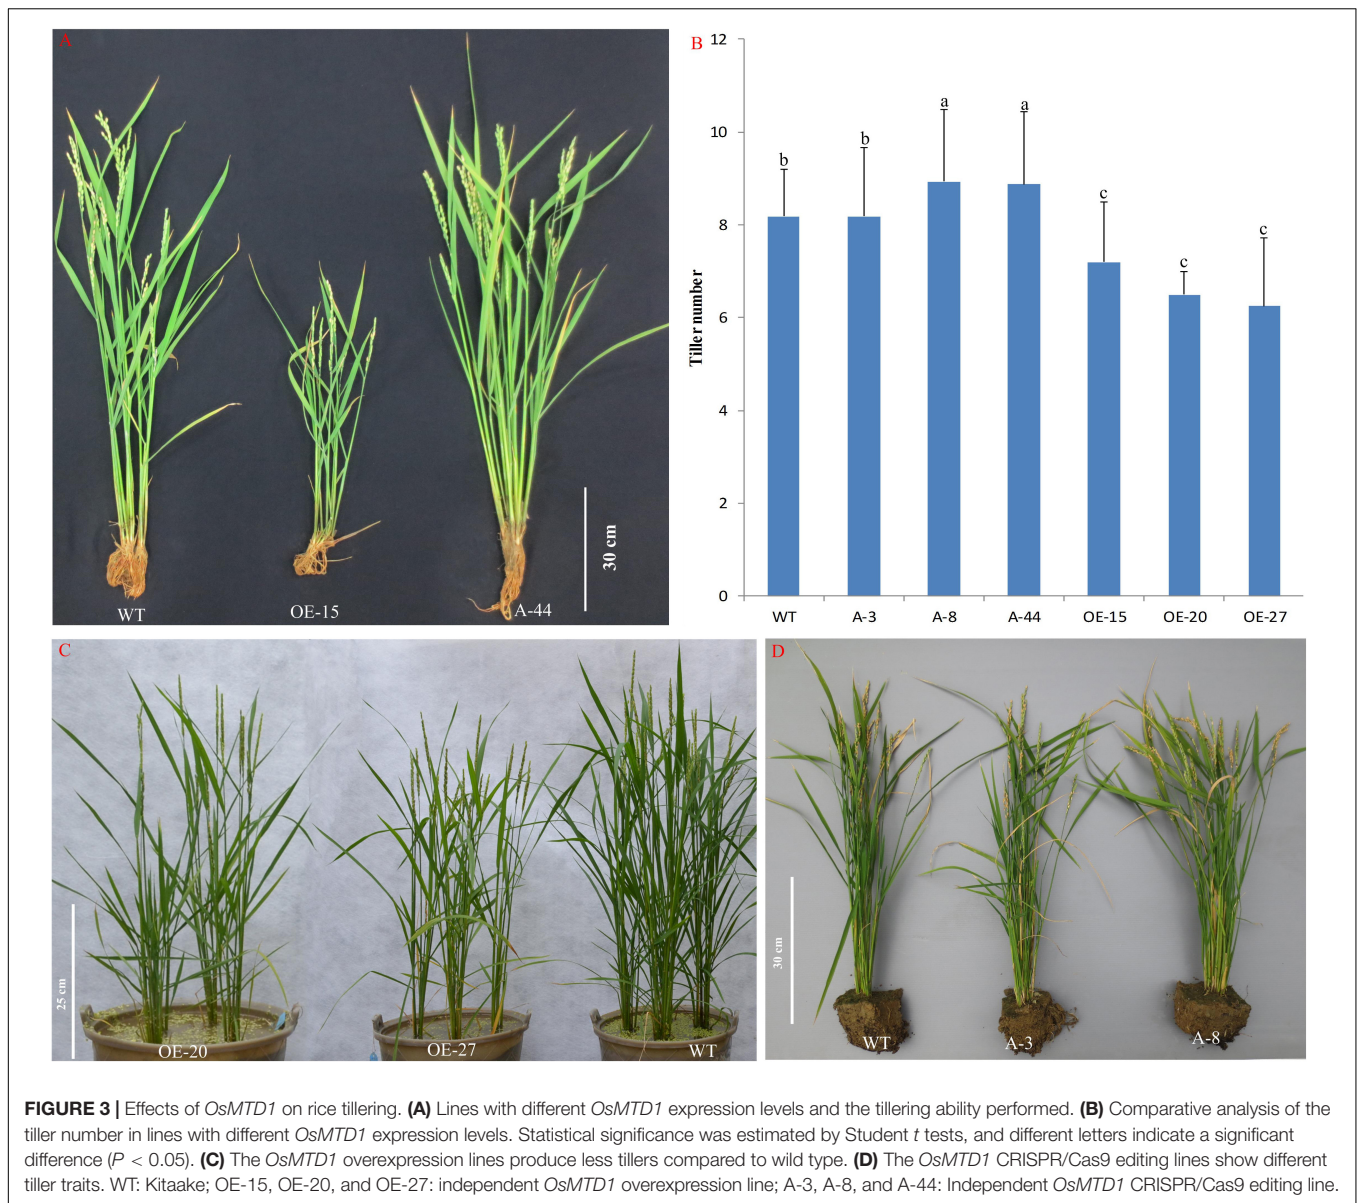 A
WT
OE-15
A-44
30 cm
B
12
10
8
6
4
2
0
Tiller number
b
b
a
a
c
c
c
WT
A-3
A-8
A-44
OE-15
OE-20
OE-27
C
25 cm
OE-20
OE-27
WT
D
30 cm
WT
A-3
A-8
FIGURE 3 | Effects of OsMTD1 on rice tillering. (A) Lines with different OsMTD1 expression levels and the tillering ability performed. (B) Comparative analysis of the
tiller number in lines with different OsMTD1 expression levels. Statistical significance was estimated by Student t tests, and different letters indicate a significant
difference (P < 0.05). (C) The OsMTD1 overexpression lines produce less tillers compared to wild type. (D) The OsMTD1 CRISPR/Cas9 editing lines show different
tiller traits. WT: Kitaake; OE-15, OE-20, and OE-27: independent OsMTD1 overexpression line; A-3, A-8, and A-44: Independent OsMTD1 CRISPR/Cas9 editing line.